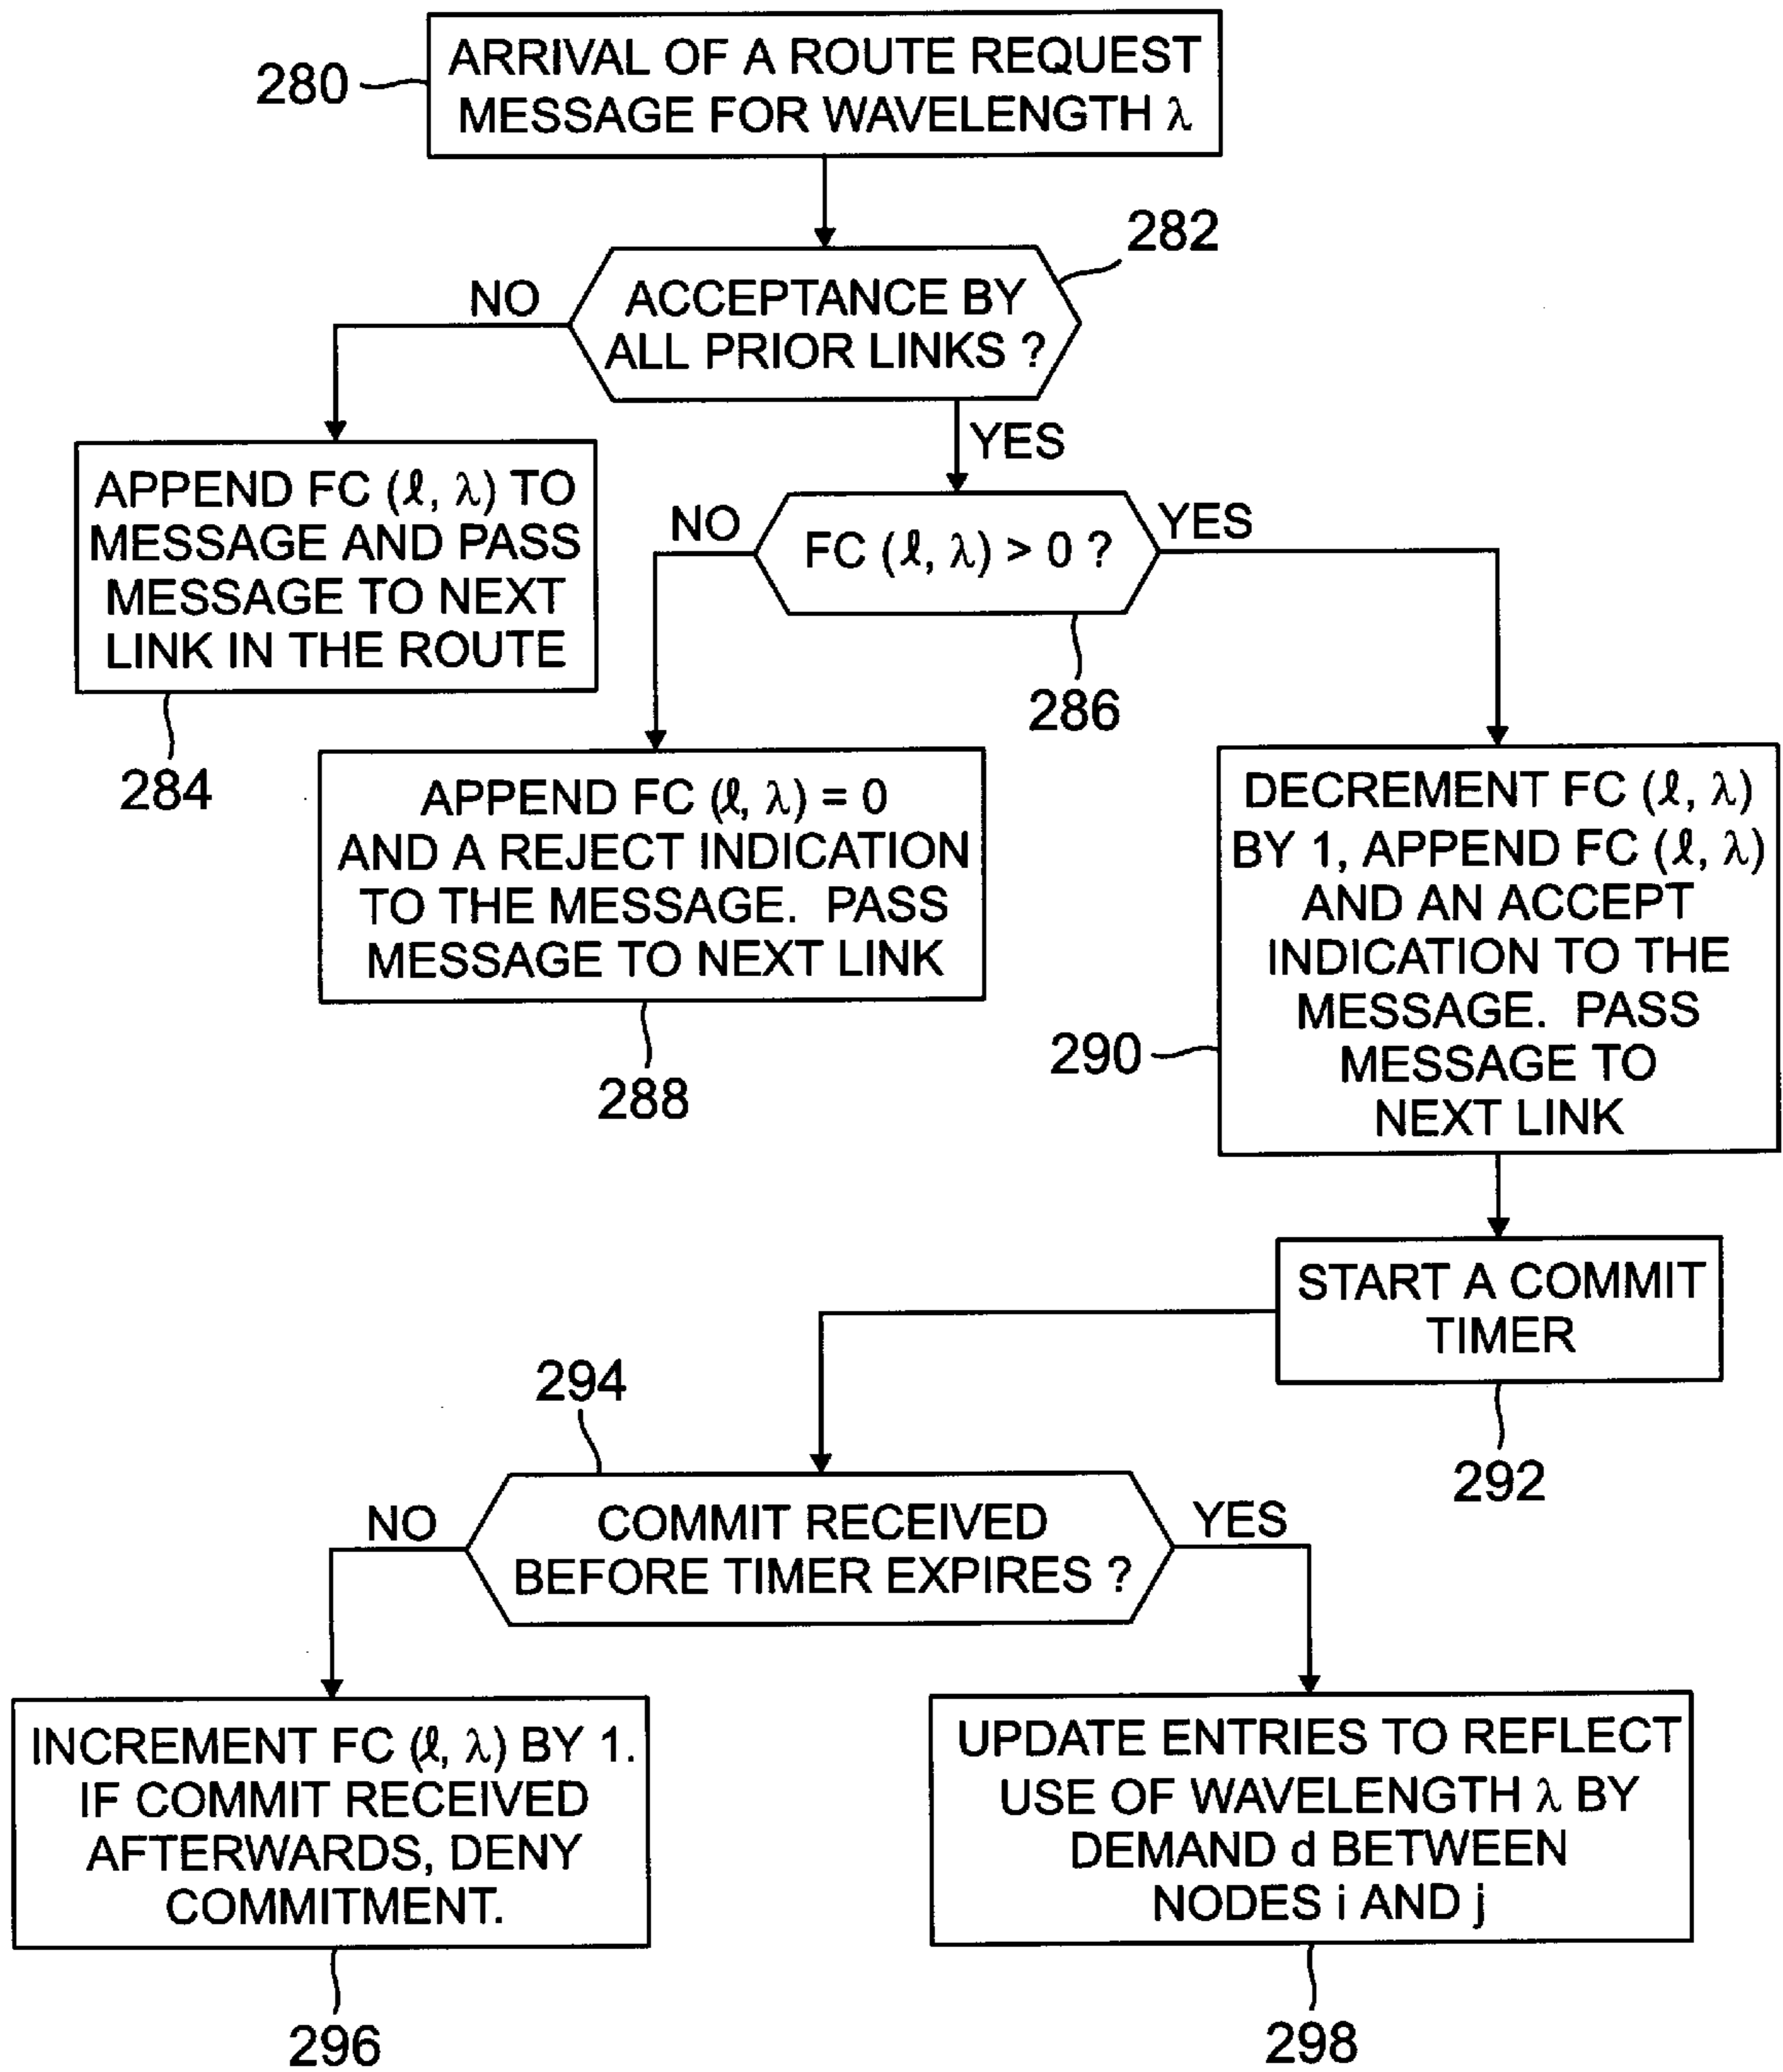 280
ARRIVAL OF A ROUTE REQUEST
MESSAGE FOR WAVELENGTH λ
282
ACCEPTANCE BY
ALL PRIOR LINKS ?
NO
YES
APPEND FC (ℓ, λ) TO
MESSAGE AND PASS
MESSAGE TO NEXT
LINK IN THE ROUTE
284
FC (ℓ, λ) > 0 ?
NO
YES
286
APPEND FC (ℓ, λ) = 0
AND A REJECT INDICATION
TO THE MESSAGE. PASS
MESSAGE TO NEXT LINK
288
DECREMENT FC (ℓ, λ)
BY 1, APPEND FC (ℓ, λ)
AND AN ACCEPT
INDICATION TO THE
MESSAGE. PASS
MESSAGE TO
NEXT LINK
290
START A COMMIT
TIMER
292
294
COMMIT RECEIVED
BEFORE TIMER EXPIRES ?
NO
YES
INCREMENT FC (ℓ, λ) BY 1.
IF COMMIT RECEIVED
AFTERWARDS, DENY
COMMITMENT.
296
UPDATE ENTRIES TO REFLECT
USE OF WAVELENGTH λ BY
DEMAND d BETWEEN
NODES i AND j
298